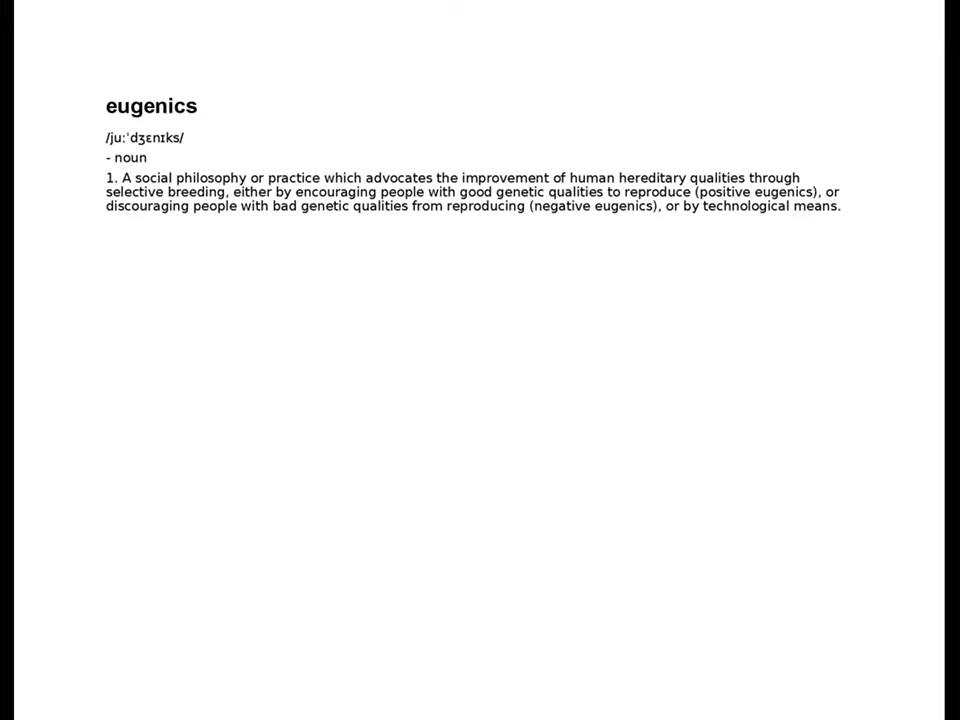 eugenics
/juːˈdʒɛnɪks/
- noun
1. A social philosophy or practice which advocates the improvement of human hereditary qualities through
selective breeding, either by encouraging people with good genetic qualities to reproduce (positive eugenics), or
discouraging people with bad genetic qualities from reproducing (negative eugenics), or by technological means.